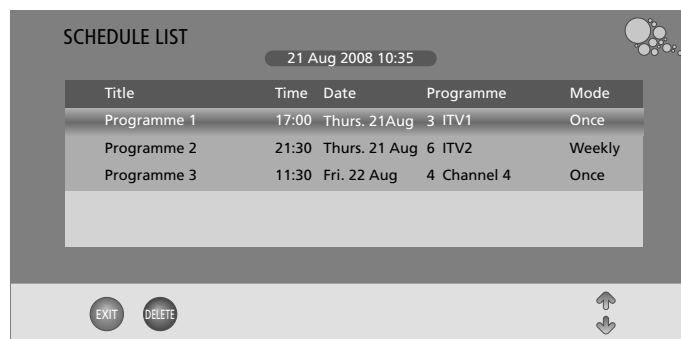 SCHEDULE LIST
21 Aug 2008 10:35
Title Time Date Programme Mode
Programme 1 17:00 Thurs. 21Aug 3 ITV1 Once
Programme 2 21:30 Thurs. 21 Aug 6 ITV2 Weekly
Programme 3 11:30 Fri. 22 Aug 4 Channel 4 Once
EXIT DELETE